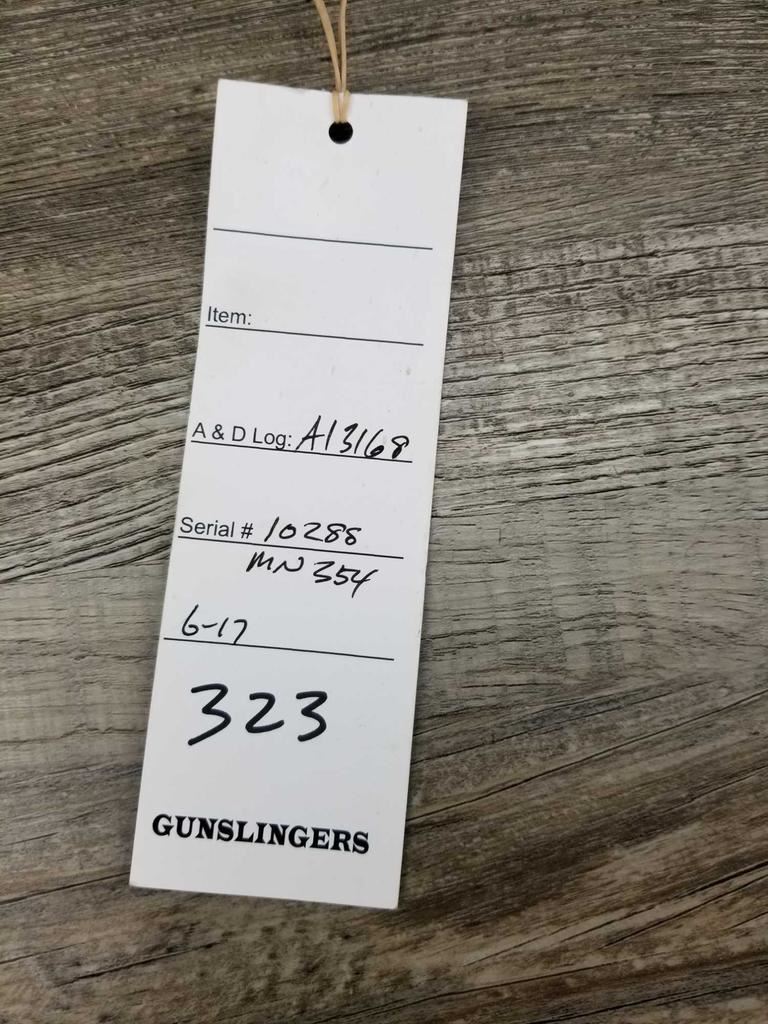 Item:
A & D Log: A13168
Serial # 10288
MN 354
6-17
323
GUNSLINGERS